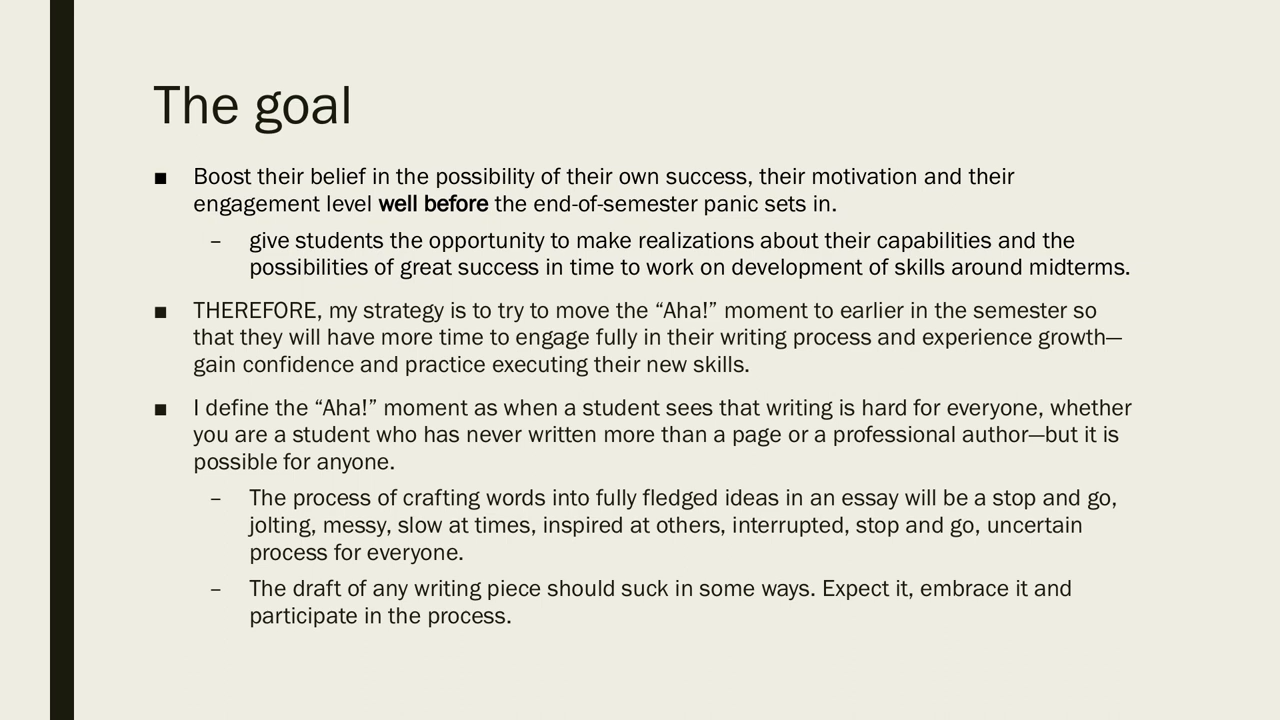 The goal
▪ Boost their belief in the possibility of their own success, their motivation and their
engagement level well before the end-of-semester panic sets in.
– give students the opportunity to make realizations about their capabilities and the
possibilities of great success in time to work on development of skills around midterms.
▪ THEREFORE, my strategy is to try to move the “Aha!” moment to earlier in the semester so
that they will have more time to engage fully in their writing process and experience growth—
gain confidence and practice executing their new skills.
▪ I define the “Aha!” moment as when a student sees that writing is hard for everyone, whether
you are a student who has never written more than a page or a professional author—but it is
possible for anyone.
– The process of crafting words into fully fledged ideas in an essay will be a stop and go,
jolting, messy, slow at times, inspired at others, interrupted, stop and go, uncertain
process for everyone.
– The draft of any writing piece should suck in some ways. Expect it, embrace it and
participate in the process.